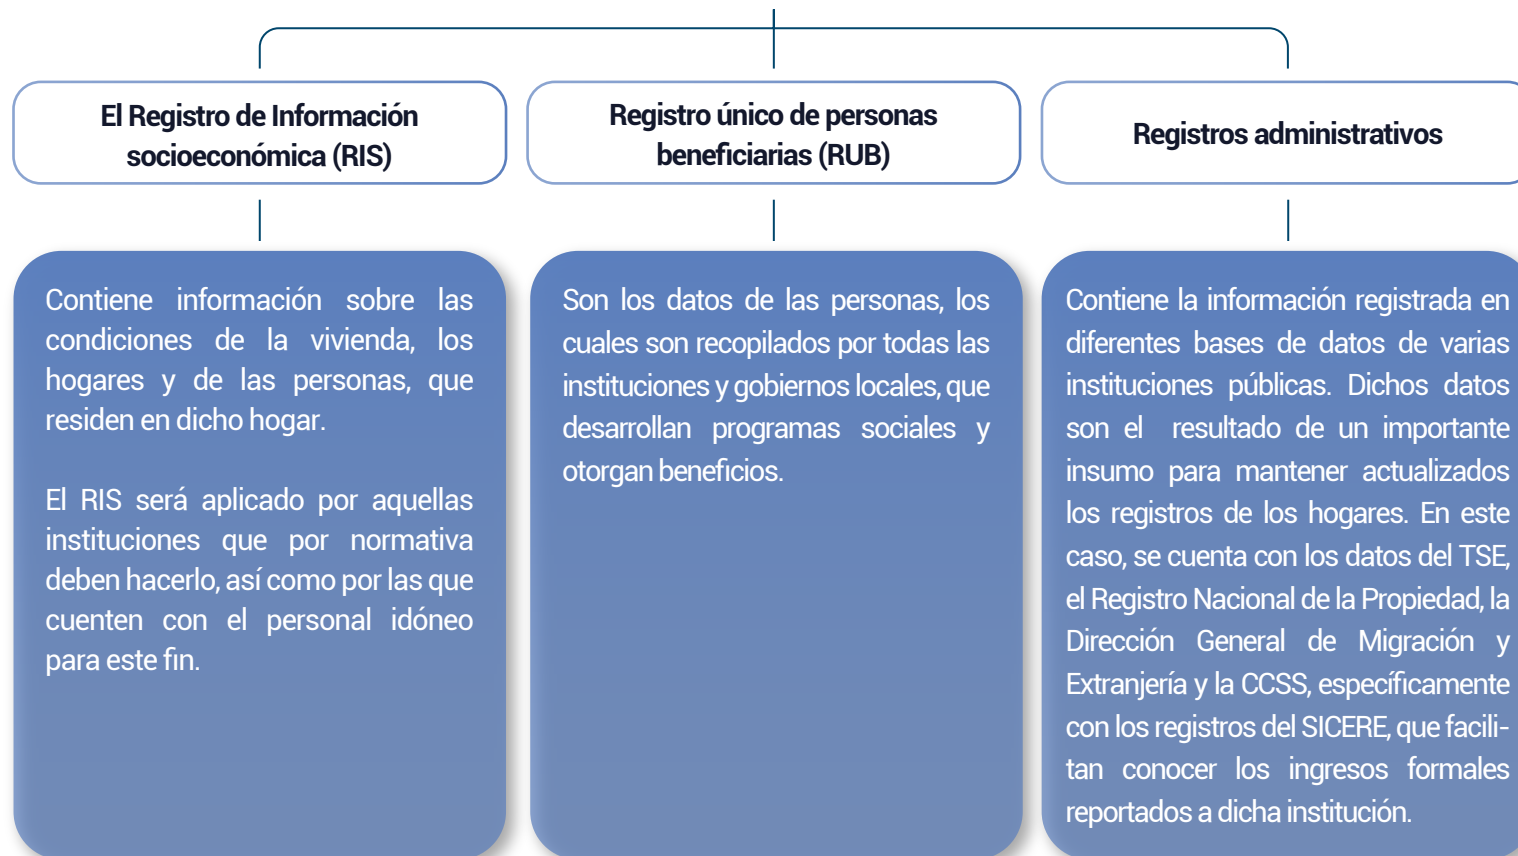 El Registro de Información
socioeconómica (RIS)
Registro único de personas
beneficiarias (RUB)
Registros administrativos
Contiene información sobre las
condiciones de la vivienda, los
hogares y de las personas, que
residen en dicho hogar.
El RIS será aplicado por aquellas
instituciones que por normativa
deben hacerlo, así como por las que
cuenten con el personal idóneo
para este fin.
Son los datos de las personas, los
cuales son recopilados por todas las
instituciones y gobiernos locales, que
desarrollan programas sociales y
otorgan beneficios.
Contiene la información registrada en
diferentes bases de datos de varias
instituciones públicas. Dichos datos
son el resultado de un importante
insumo para mantener actualizados
los registros de los hogares. En este
caso, se cuenta con los datos del TSE,
el Registro Nacional de la Propiedad, la
Dirección General de Migración y
Extranjería y la CCSS, específicamente
con los registros del SICERE, que facili-
tan conocer los ingresos formales
reportados a dicha institución.